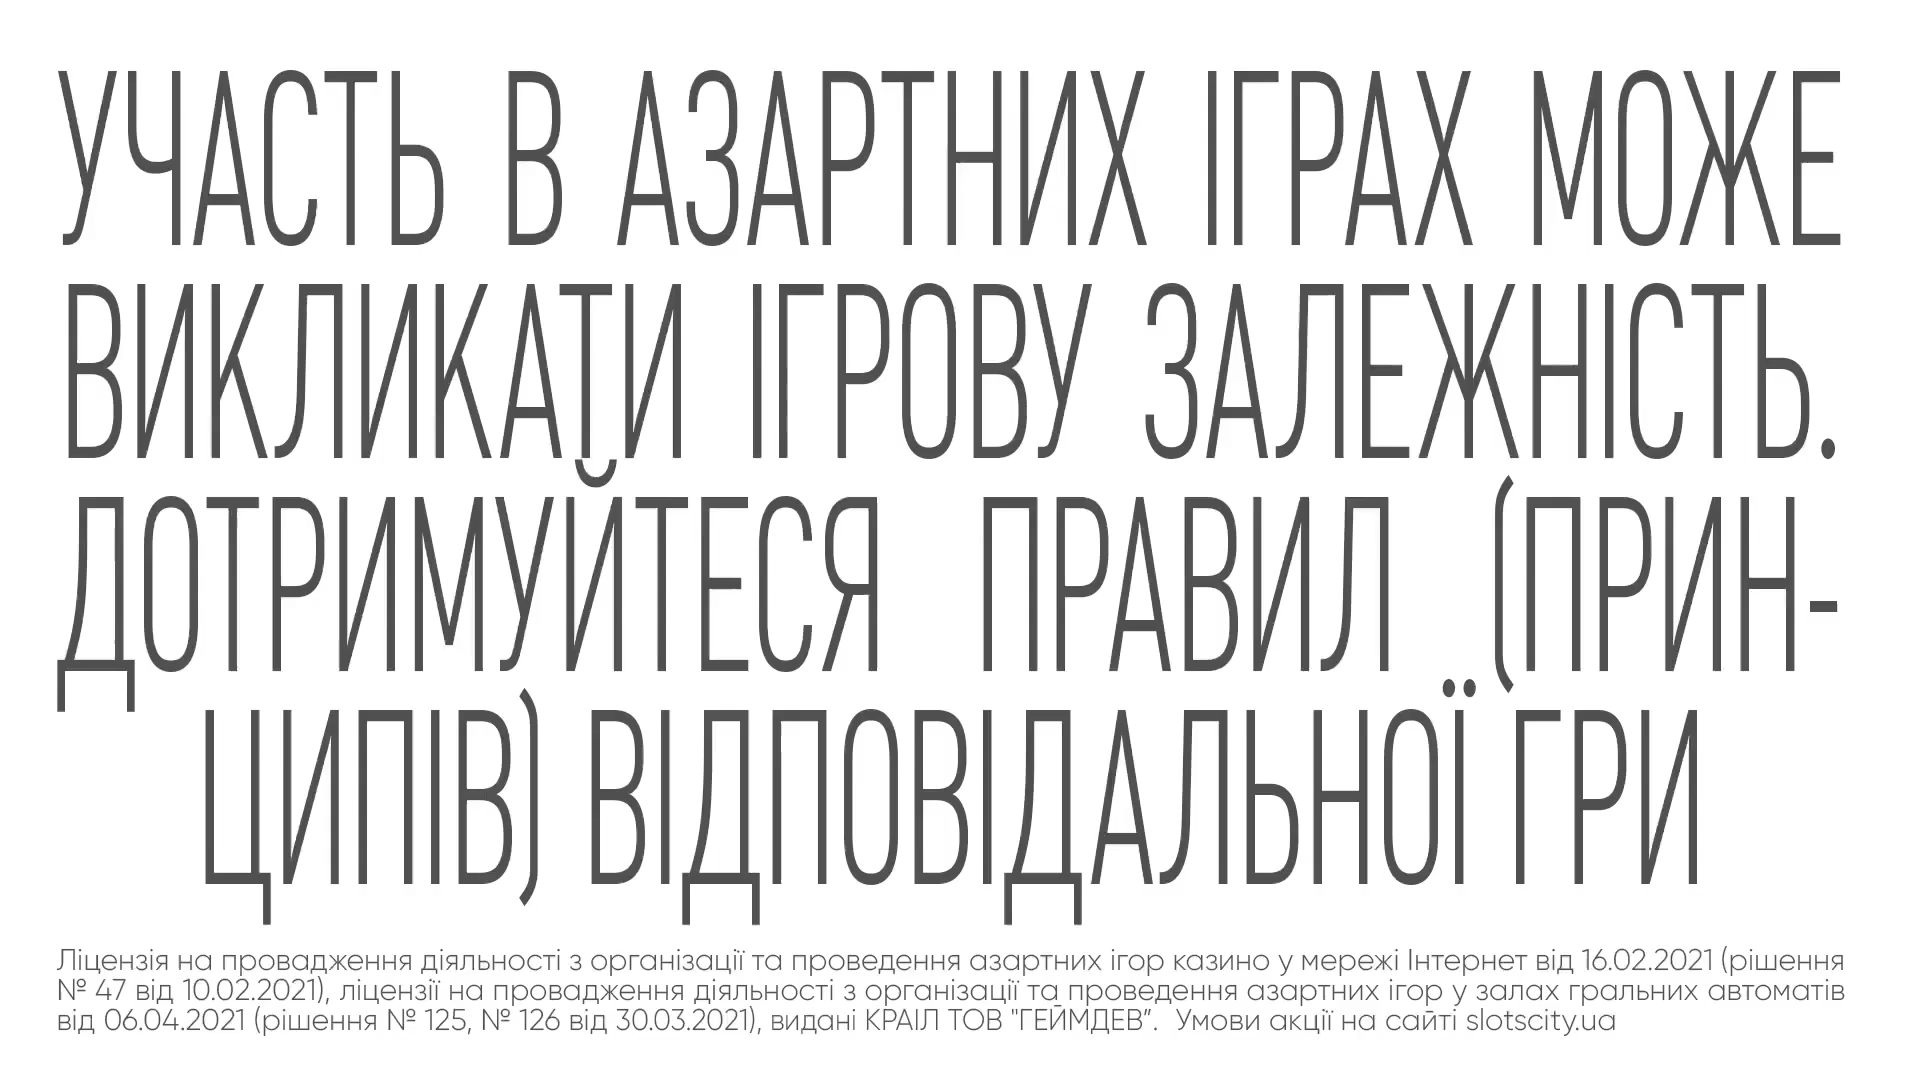 УЧАСТЬ В АЗАРТНИХ ІГРАХ МОЖЕ
ВИКЛИКАТИ ІГРОВУ ЗАЛЕЖНІСТЬ.
ДОТРИМУЙТЕСЯ ПРАВИЛ (ПРИН-
ЦИПІВ) ВІДПОВІДАЛЬНОЇ ГРИ
Ліцензія на провадження діяльності з організації та проведення азартних ігор казино у мережі Інтернет від 16.02.2021 (рішення
№ 47 від 10.02.2021), ліцензії на провадження діяльності з організації та проведення азартних ігор у залах гральних автоматів
від 06.04.2021 (рішення № 125, № 126 від 30.03.2021), видані КРАІЛ ТОВ "ГЕЙМДЕВ”. Умови акції на сайті slotscity.ua